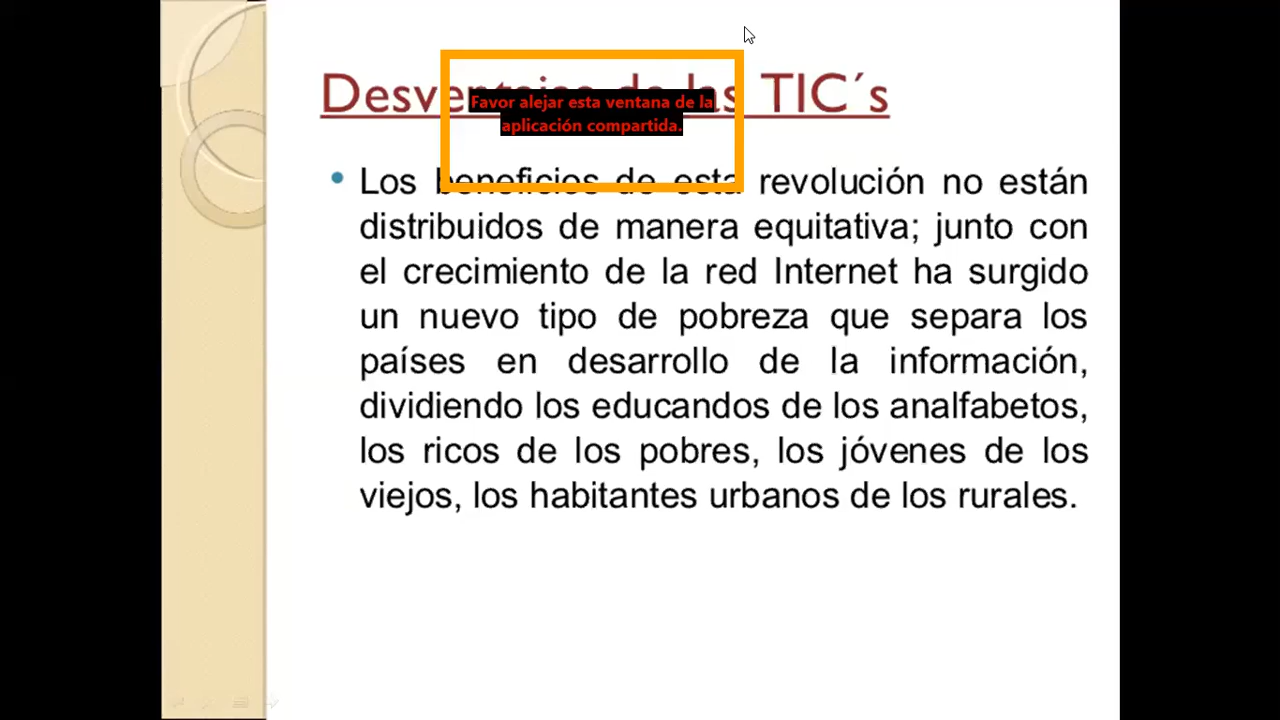 Desventajas de las TIC´s
Favor alejar esta ventana de la
aplicación compartida.
• Los beneficios de esta revolución no están
distribuidos de manera equitativa; junto con
el crecimiento de la red Internet ha surgido
un nuevo tipo de pobreza que separa los
países en desarrollo de la información,
dividiendo los educandos de los analfabetos,
los ricos de los pobres, los jóvenes de los
viejos, los habitantes urbanos de los rurales.